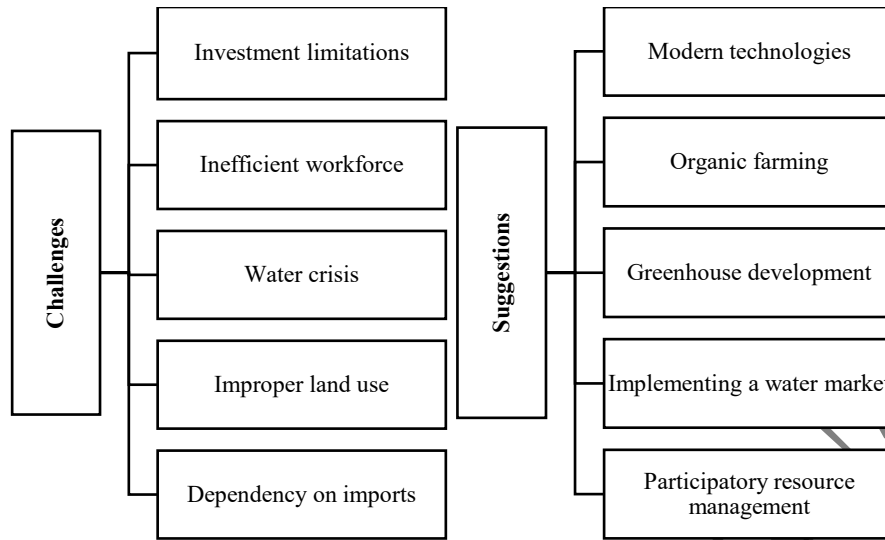 Challenges
Investment limitations
Inefficient workforce
Water crisis
Improper land use
Dependency on imports
Suggestions
Modern technologies
Organic farming
Greenhouse development
Implementing a water market
Participatory resource
management